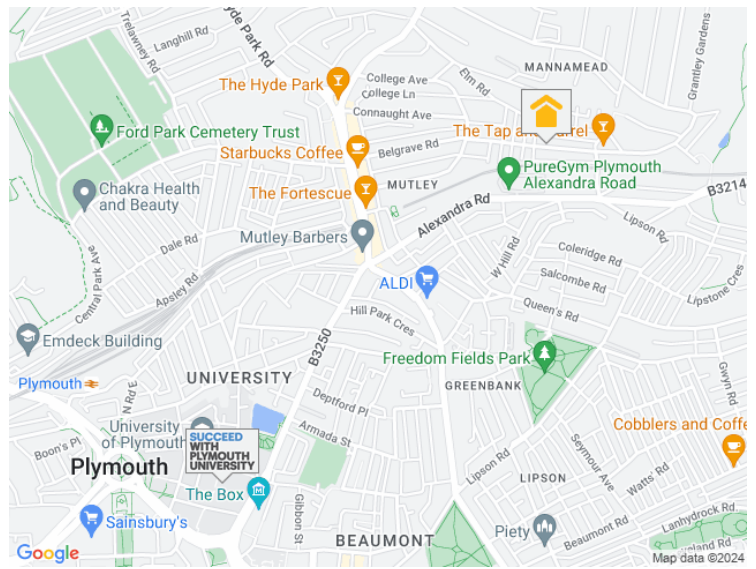 Trelawney Rd
Langhill Rd
Hyde Park Rd
Grantley Gardens
MANNAMEAD
College Ave
Elm Rd
The Hyde Park
College Ln
Connaught Ave
Ford Park Cemetery Trust
The Tap and
rrel
Starbucks Coffee
Belgrave Rd
PureGym Plymouth
Alexandra Road
MUTLEY
Chakra Health
and Beauty
The Fortescue
B3214
Alexandra Rd
Lipson Rd
Mutley Barbers
Dale Rd
W Hill Rd
Coleridge Rd
Central Park Ave
Apsley Rd
ALDI
Salcombe Rd
Lipstone Cres
Queen's Rd
Hill Park Cres
Emdeck Building
B3250
Freedom Fields Park
UNIVERSITY
GREENBANK
Plymouth
N Rd E
Deptford Pl
Gwyn Rd
University
of Plymouth
Armada St
Cobblers and Coffe
Boon's Pl
SUCCEED
WITH
PLYMOUTH
UNIVERSITY
Plymouth
Lipson Rd
Seymour Ave
LIPSON
Watts' Rd
The Box
Gibbon St
Sainsbury's
Piety
Lanhydrock Rd
BEAUMONT
Beaumont Rd
eland Rd
Google
Map data ©2024